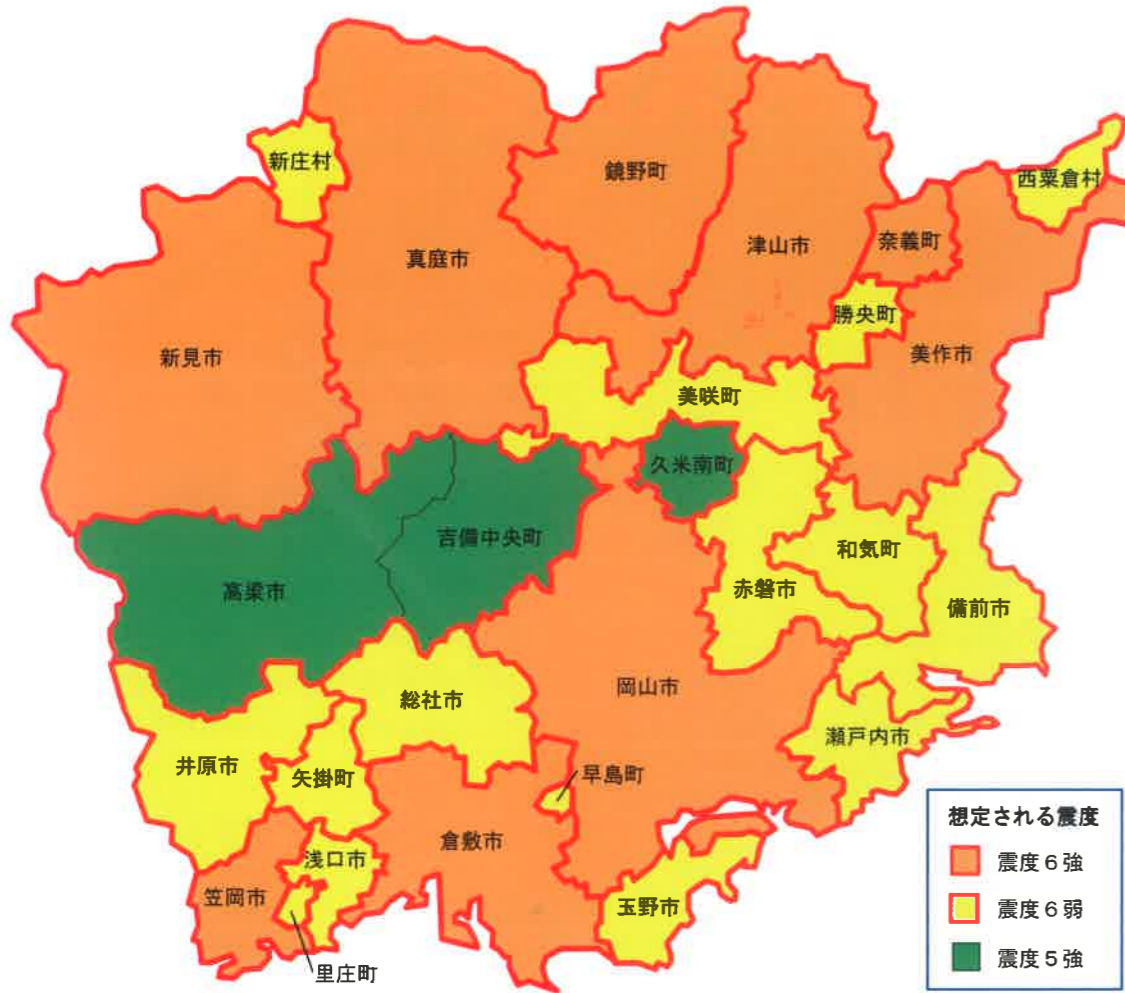 新庄村
鏡野町
西粟倉村
真庭市
津山市
奈義町
勝央町
新見市
美作市
美咲町
久米南町
吉備中央町
和気町
高梁市
赤磐市
備前市
岡山市
総社市
瀬戸内市
井原市
矢掛町
早島町
倉敷市
浅口市
笠岡市
玉野市
里庄町
想定される震度
震度6強
震度6弱
震度5強